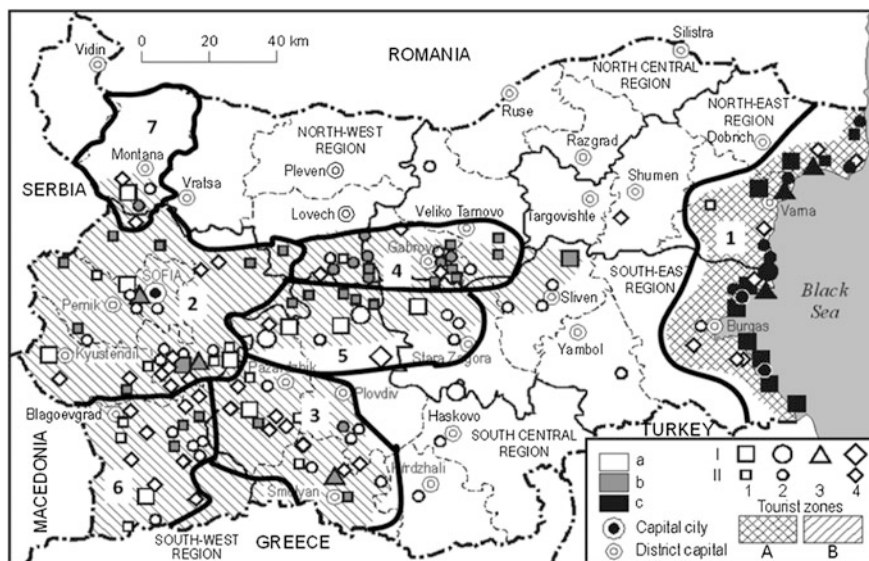 Silistra
0 20 40 km
ROMANIA
Vidin
NORTH CENTRAL
REGION
NORTH-EAST
REGION
Dobrich
Ruse
7
NORTH-WEST
REGION
Razgrad
Montana
Pleven
Shumen
SERBIA
Vratsa
Lovech
Veliko Tarnovo
Targovishte
Varna
1
Gabrovo
4
SOFIA
SOUTH-EAST
REGION
Black
Sea
Pernik
2
Sliven
Burgas
Kyustendil
5
Stara Zagora
Yambol
Pazardzhik
Plovdiv
Blagoevgrad
3
Haskovo
TURKEY
SOUTH CENTRAL
REGION
MACEDONIA
6
Smolyan
Kardzhali
SOUTH-WEST
REGION
GREECE
a I
b II
c 1 2 3 4
Tourist zones
Capital city
District capital
A B